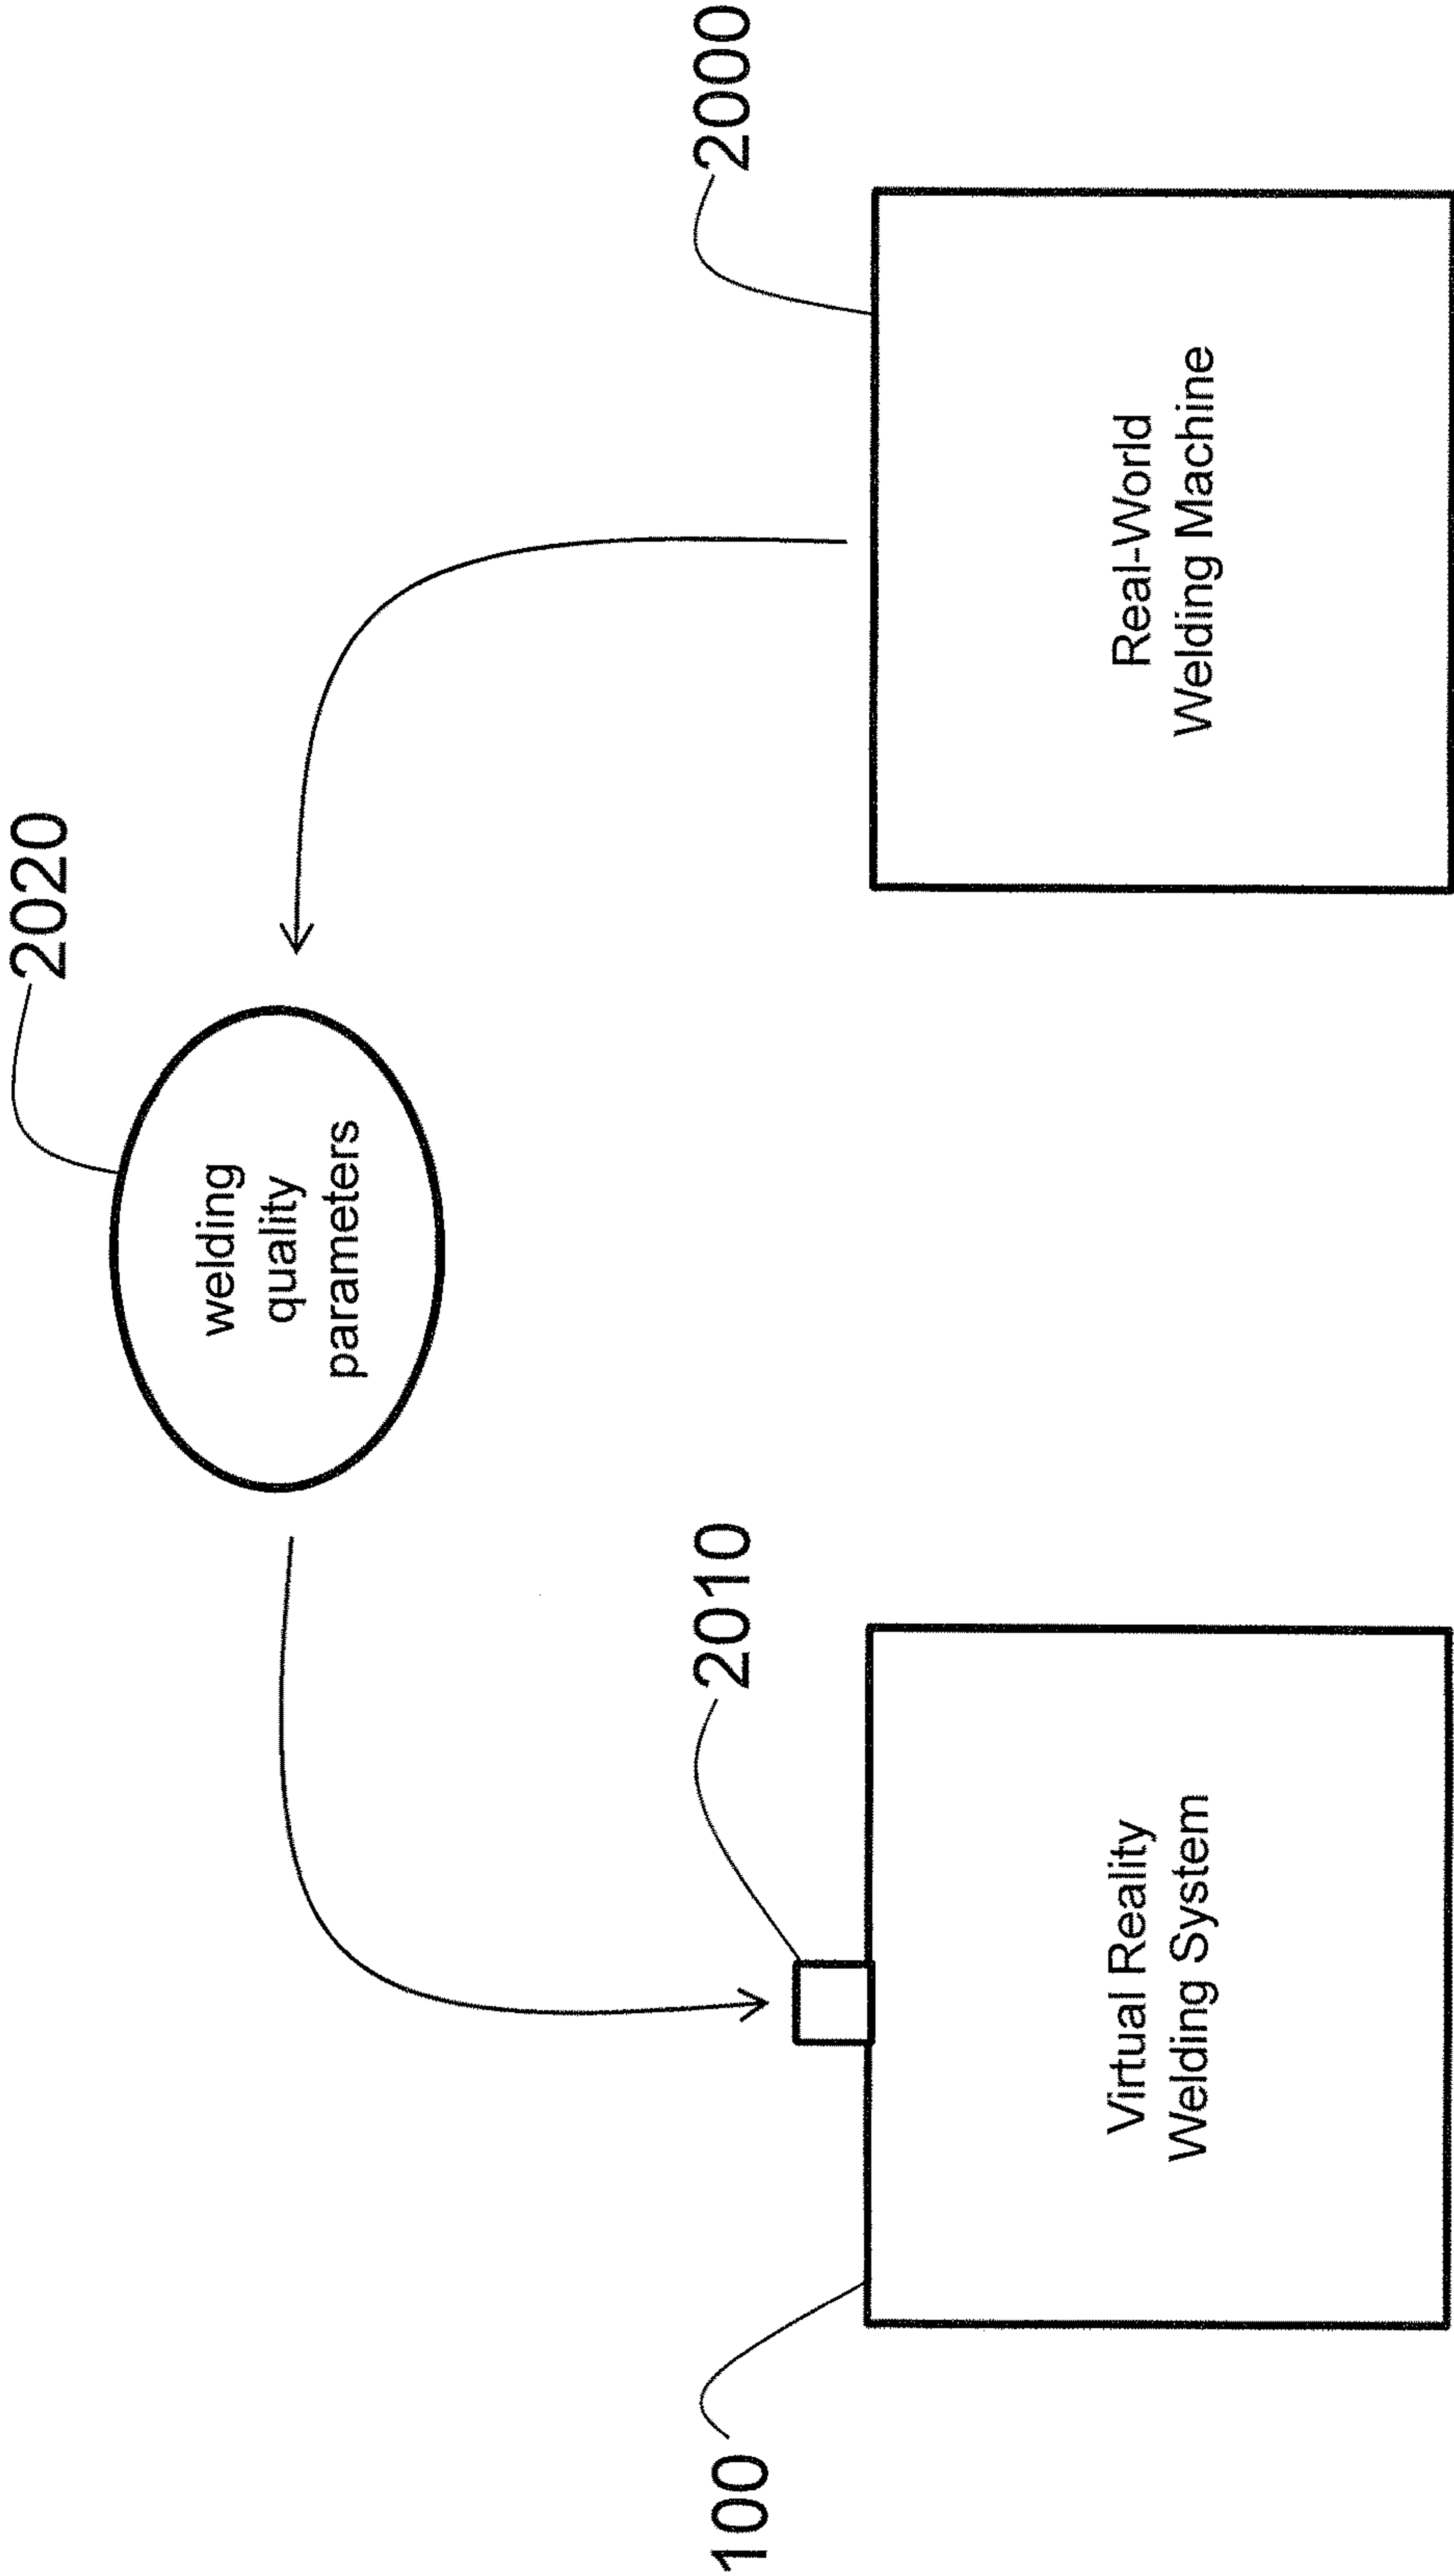 2020
welding
quality
parameters
100
2010
2000
Virtual Reality
Welding System
Real-World
Welding Machine